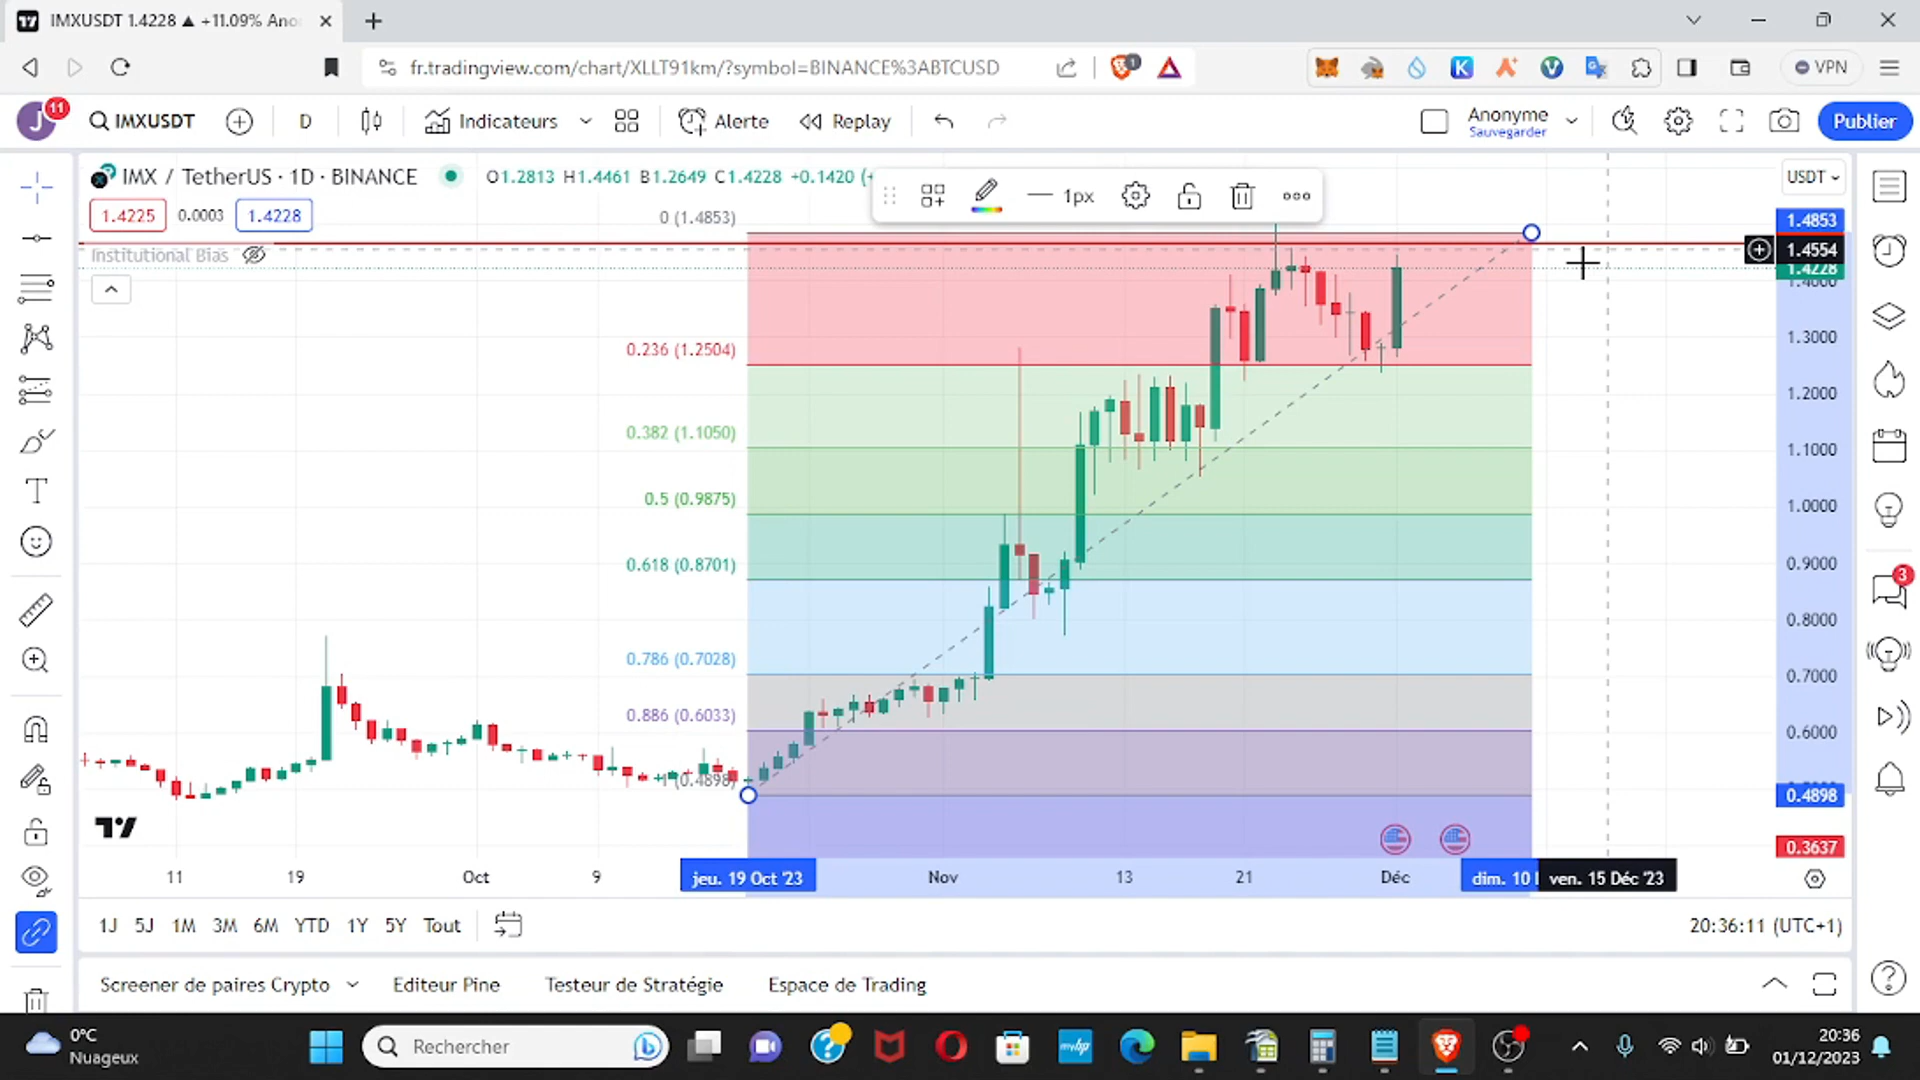 IMXUSDT 1.4228 ▲ +11.09% Ano
fr.tradingview.com/chart/XLLT91km/?symbol=BINANCE%3ABTCUSD
1
VPN
J
11
IMXUSDT
D
Indicateurs
Alerte
Replay
Anonyme
Sauvegarder
Publier
IMX / TetherUS · 1D · BINANCE
O1.2813 H1.4461 B1.2649 C1.4228 +0.1420
1px
USDT
1.4225
0.0003
1.4228
Institutional Bias
0 (1.4853)
0.236 (1.2504)
0.382 (1.1050)
0.5 (0.9875)
0.618 (0.8701)
0.786 (0.7028)
0.886 (0.6033)
1 (0.4898)
1.4853
1.4554
1.4228
1.4000
1.3000
1.2000
1.1000
1.0000
0.9000
0.8000
0.7000
0.6000
0.4898
0.3637
3
11
19
Oct
9
jeu. 19 Oct '23
Nov
13
21
Déc
dim. 10
ven. 15 Déc '23
1J
5J
1M
3M
6M
YTD
1Y
5Y
Tout
20:36:11 (UTC+1)
Screener de paires Crypto
Editeur Pine
Testeur de Stratégie
Espace de Trading
0°C
Nuageux
Rechercher
myhp
20:36
01/12/2023